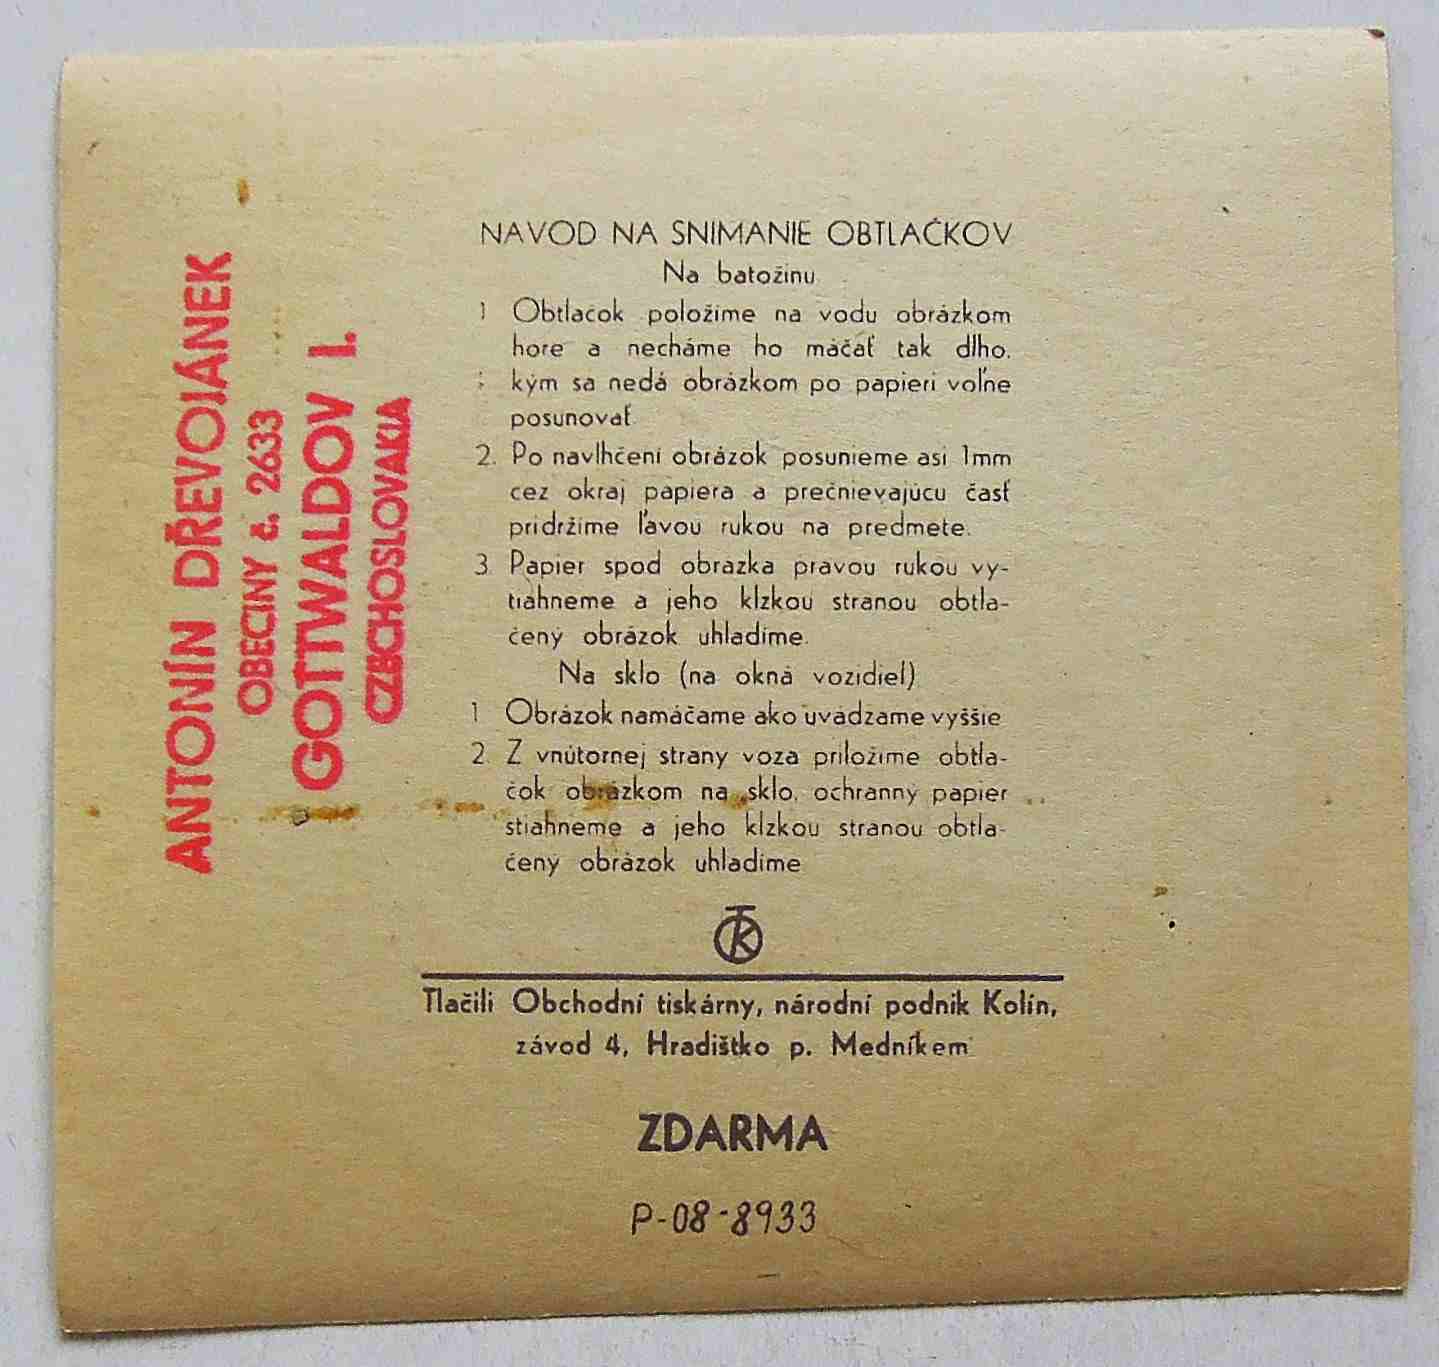 ANTONÍN DŘEVOJÁNEK
OBECINY č. 2633
GOTTWALDOV I.
CZECHOSLOVAKIA
NAVOD NA SNIMANIE OBTLAČKOV
Na batožinu
1 Obtlačok položíme na vodu obrázkom
hore a necháme ho máčať tak dlho,
kým sa nedá obrázkom po papieri voľne
posunovať
2. Po navlhčení obrázok posunieme asi 1mm
cez okraj papiera a prečnievajúcu časť
pridržíme ľavou rukou na predmete.
3. Papier spod obrázka pravou rukou vy-
tiahneme a jeho klzkou stranou obtla-
čený obrázok uhladíme.
Na sklo (na okná vozidiel)
1 Obrázok namáčame ako uvádzame vyššie
2. Z vnútornej strany voza priložíme obtla-
čok obrázkom na sklo, ochranný papier
stiahneme a jeho klzkou stranou obtla-
čený obrázok uhladíme
TK
Tlačili Obchodní tiskárny, národní podnik Kolín,
závod 4, Hradištko p. Medníkem
ZDARMA
P-08-8933